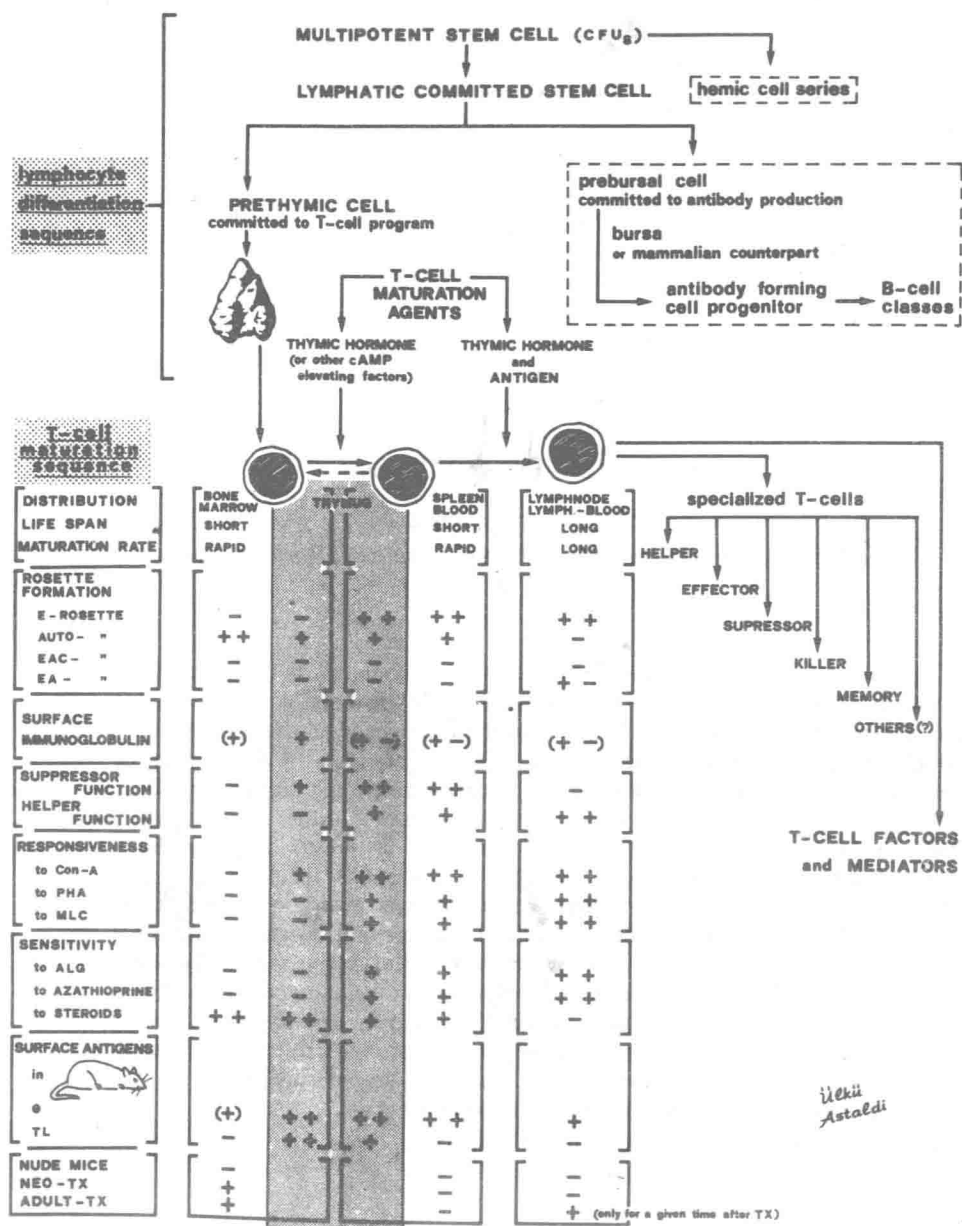 MULTIPOTENT STEM CELL (CFUs)
LYMPHATIC COMMITTED STEM CELL
hemic cell series
lymphocyte
differentiation
sequence
PRETHYMIC CELL
committed to T-cell program
prebursal cell
committed to antibody production
bursa
or mammalian counterpart
antibody forming
cell progenitor
B-cell
classes
T-CELL
MATURATION
AGENTS
THYMIC HORMONE
(or other cAMP
elevating factors)
THYMIC HORMONE
and
ANTIGEN
T-cell
maturation
sequence
DISTRIBUTION
LIFE SPAN
MATURATION RATE
BONE
MARROW
SHORT
RAPID
THYMUS
SPLEEN
BLOOD
SHORT
RAPID
LYMPHNODE
LYMPH.-BLOOD
LONG
LONG
specialized T-cells
HELPER
EFFECTOR
SUPRESSOR
KILLER
MEMORY
OTHERS(?)
T-CELL FACTORS
and MEDIATORS
ROSETTE
FORMATION
E-ROSETTE - - ++ ++ ++
AUTO- " ++ + + + -
EAC- " - - - - -
EA- " - - - - + -
SURFACE
IMMUNOGLOBULIN (+) + (+ -) (+ -) (+ -)
SUPPRESSOR
FUNCTION - + ++ ++ -
HELPER
FUNCTION - - + + ++
RESPONSIVENESS
to Con-A - + ++ ++ ++
to PHA - - + + ++
to MLC - - + + ++
SENSITIVITY
to ALG - - + + ++
to AZATHIOPRINE - - + + ++
to STEROIDS ++ ++ + + -
SURFACE ANTIGENS
in
θ (+) ++ ++ ++ +
TL - ++ + - -
NUDE MICE - - -
NEO-TX + - -
ADULT-TX + - + (only for a given time after TX)
Ülkü
Astaldi